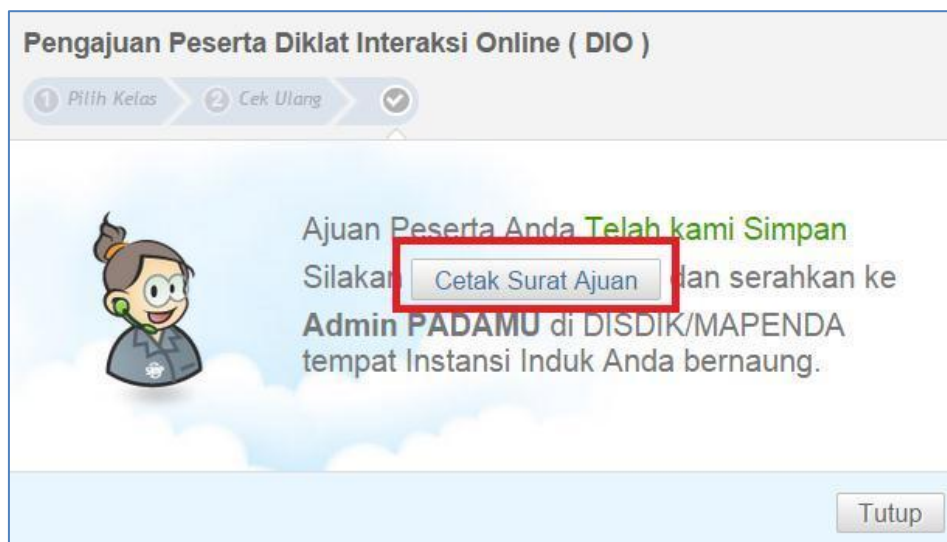 Pengajuan Peserta Diklat Interaksi Online ( DIO )
1 Pilih Kelas 2 Cek Ulang
Ajuan Peserta Anda Telah kami Simpan
Silakan Cetak Surat Ajuan dan serahkan ke
Admin PADAMU di DISDIK/MAPENDA
tempat Instansi Induk Anda bernaung.
Tutup